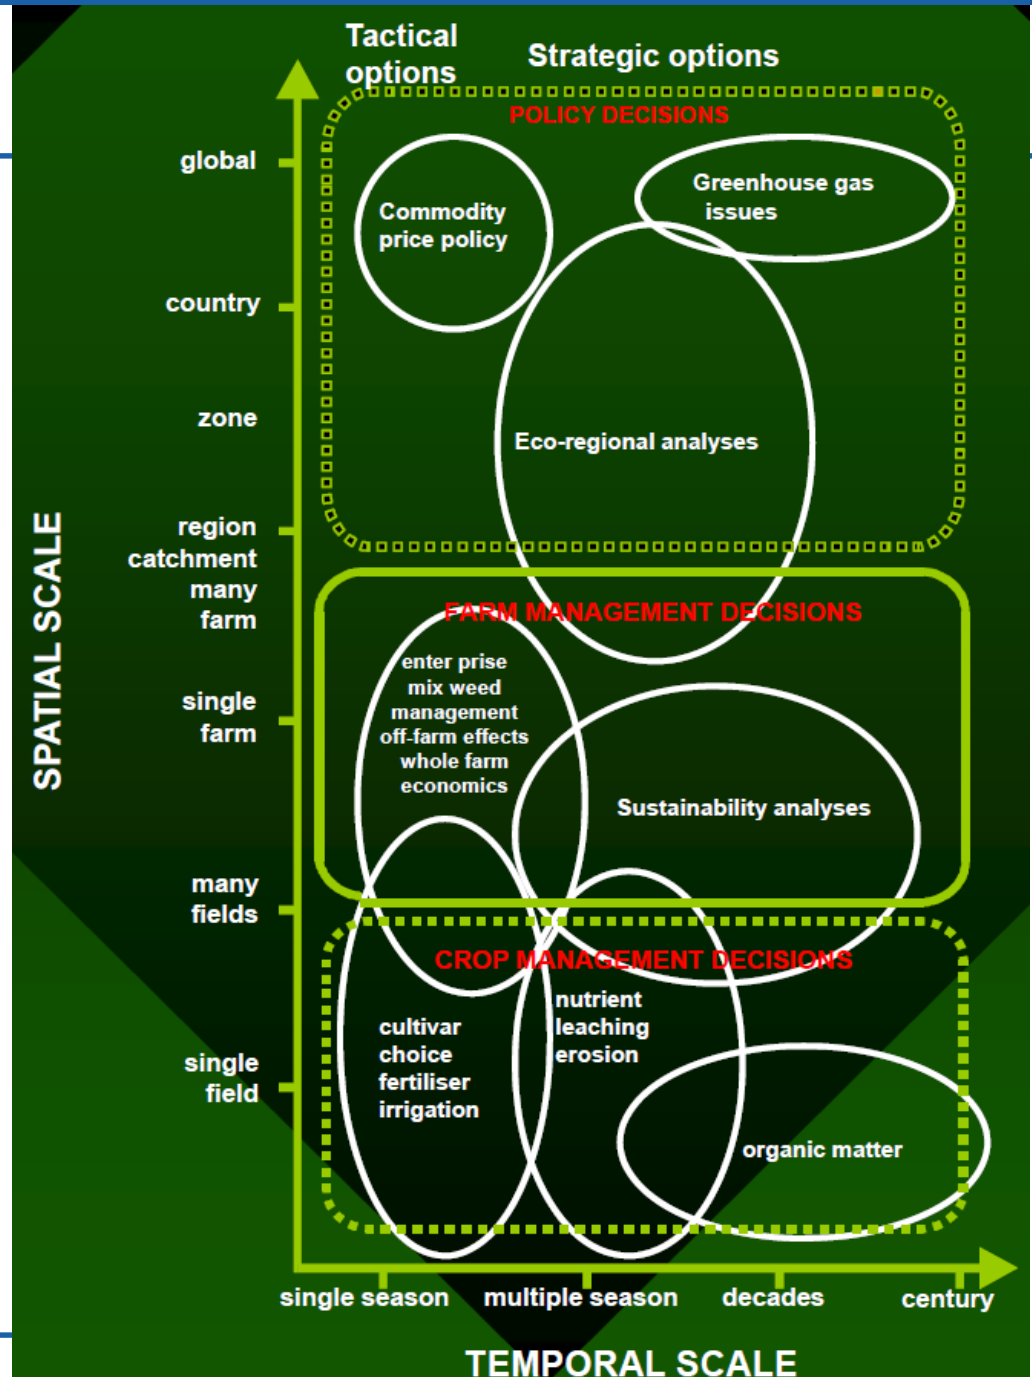 Tactical
options
Strategic options
POLICY DECISIONS
global
Commodity
price policy
Greenhouse gas
issues
country
zone
Eco-regional analyses
region
catchment
many
farm
FARM MANAGEMENT DECISIONS
enter prise
mix weed
management
off-farm effects
whole farm
economics
single
farm
Sustainability analyses
many
fields
CROP MANAGEMENT DECISIONS
nutrient
leaching
erosion
cultivar
choice
fertiliser
irrigation
single
field
organic matter
SPATIAL SCALE
single season
multiple season
decades
century
TEMPORAL SCALE